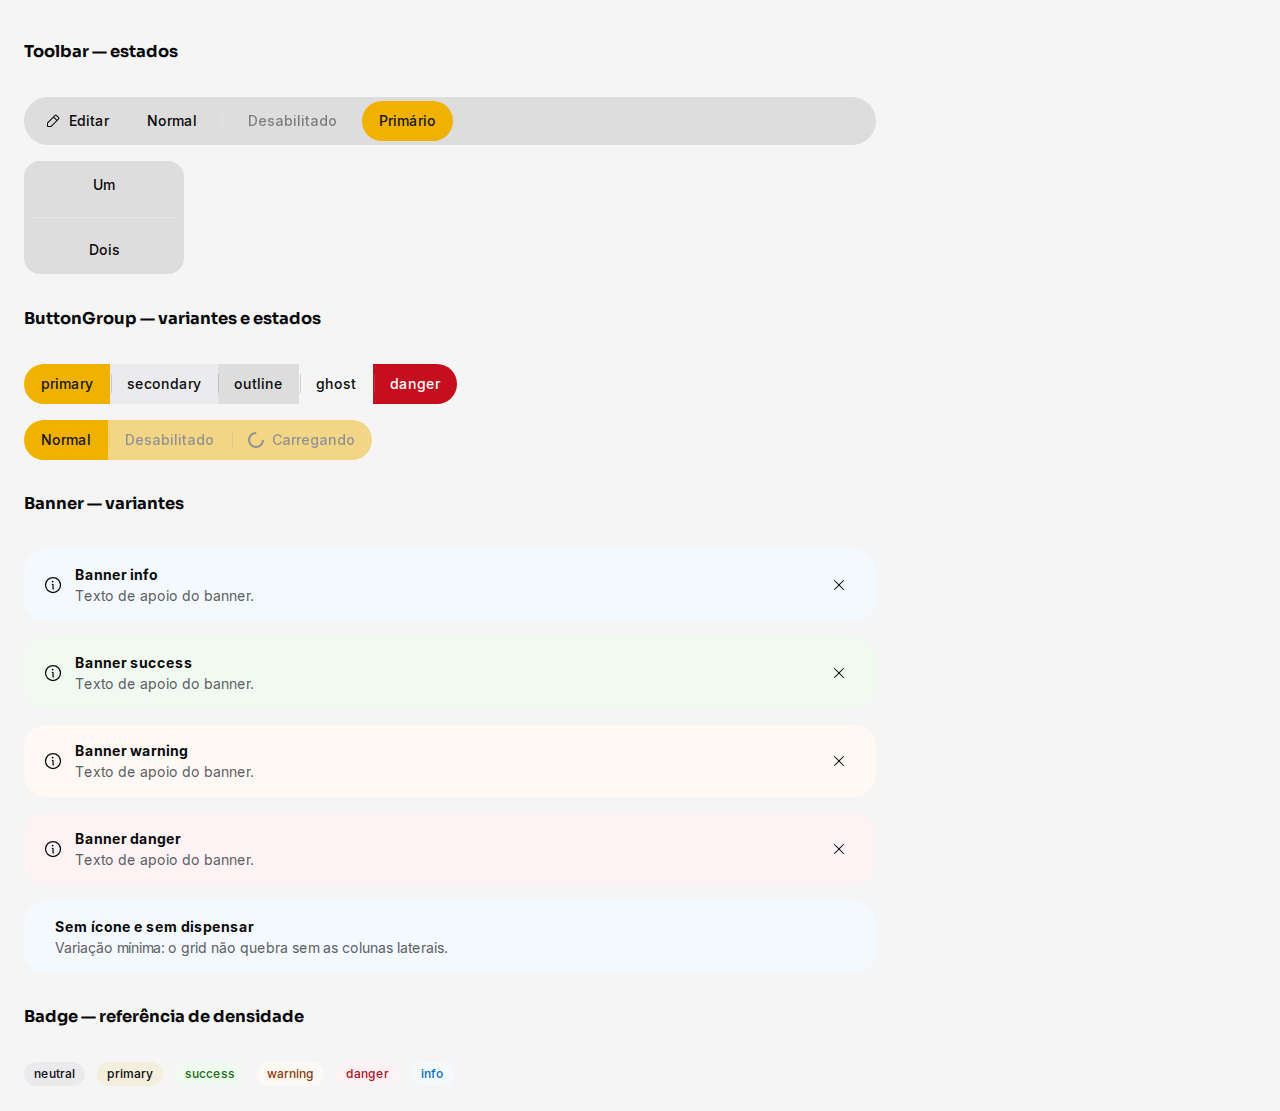 Toolbar — estados
Editar Normal Desabilitado Primário
Um
Dois
ButtonGroup — variantes e estados
primary secondary outline ghost danger
Normal Desabilitado Carregando
Banner — variantes
Banner info
Texto de apoio do banner.
Banner success
Texto de apoio do banner.
Banner warning
Texto de apoio do banner.
Banner danger
Texto de apoio do banner.
Sem ícone e sem dispensar
Variação mínima: o grid não quebra sem as colunas laterais.
Badge — referência de densidade
neutral primary success warning danger info